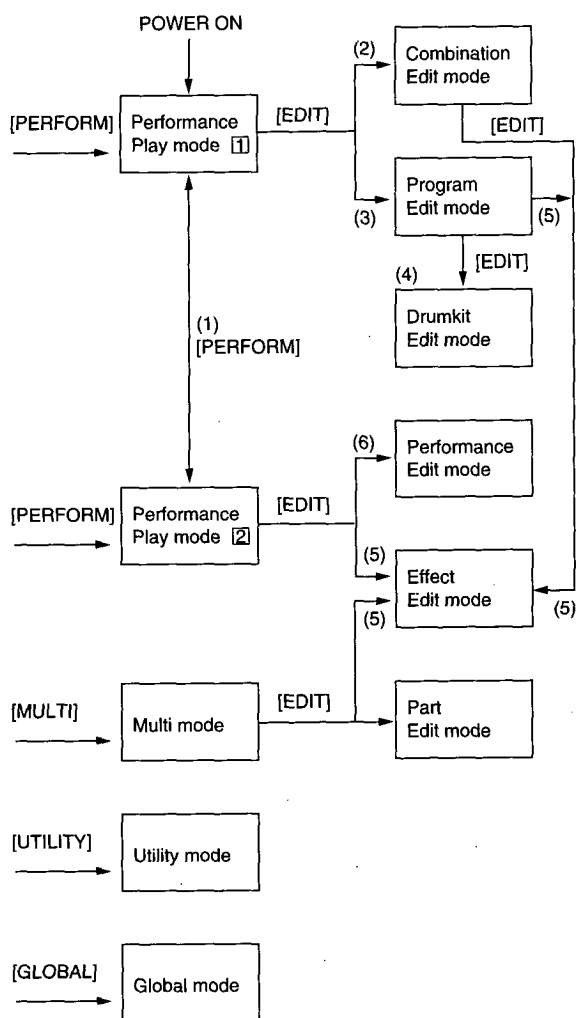 POWER ON
[PERFORM]
Performance
Play mode 1
[EDIT]
(2)
Combination
Edit mode
[EDIT]
(3)
Program
Edit mode
(5)
[EDIT]
(4)
Drumkit
Edit mode
(1)
[PERFORM]
[PERFORM]
Performance
Play mode 2
[EDIT]
(6)
Performance
Edit mode
(5)
Effect
Edit mode
(5)
(5)
[MULTI]
Multi mode
[EDIT]
Part
Edit mode
[UTILITY]
Utility mode
[GLOBAL]
Global mode